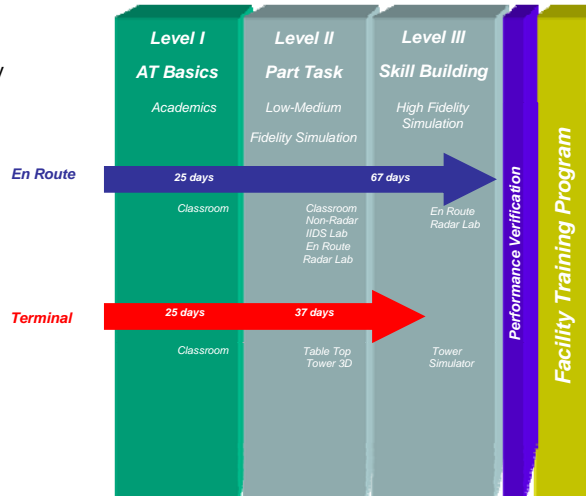 Level I
AT Basics
Academics
Level II
Part Task
Low-Medium
Fidelity Simulation
Level III
Skill Building
High Fidelity
Simulation
y
En Route
25 days
67 days
Classroom
Classroom
Non-Radar
IIDS Lab
En Route
Radar Lab
En Route
Radar Lab
Terminal
25 days
37 days
Classroom
Table Top
Tower 3D
Tower
Simulator
Performance Verification
Facility Training Program